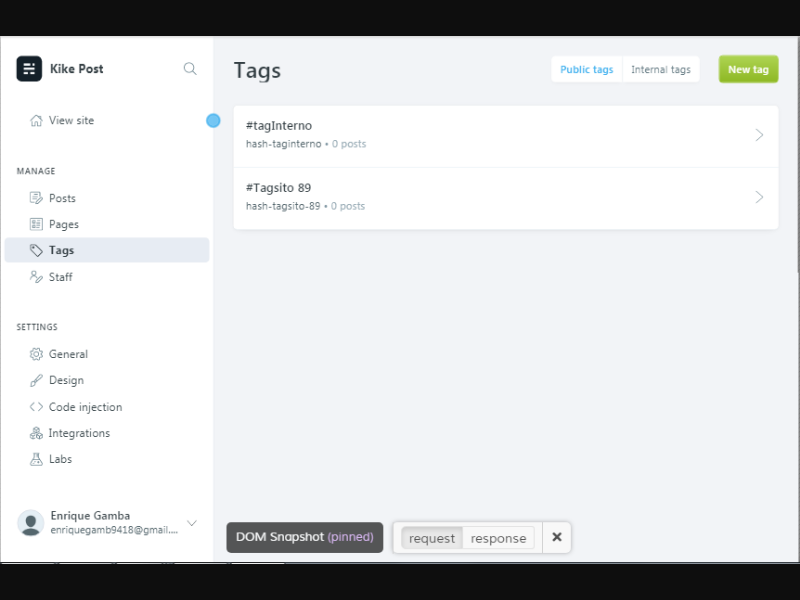 Kike Post
View site
MANAGE
Posts
Pages
Tags
Staff
SETTINGS
General
Design
Code injection
Integrations
Labs
Enrique Gamba
enriquegamb9418@gmail....
Tags
Public tags
Internal tags
New tag
#tagInterno
hash-taginterno • 0 posts
#Tagsito 89
hash-tagsito-89 • 0 posts
DOM Snapshot (pinned)
request
response